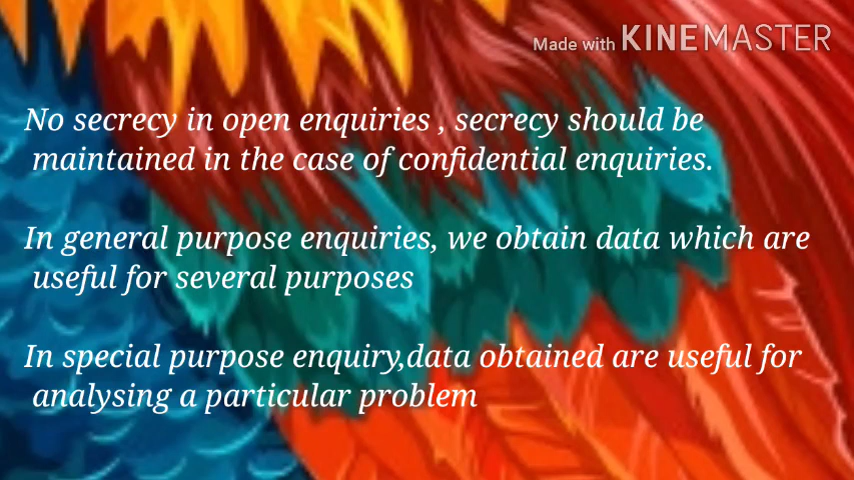 Made with KINEMASTER
No secrecy in open enquiries , secrecy should be
maintained in the case of confidential enquiries.
In general purpose enquiries, we obtain data which are
useful for several purposes
In special purpose enquiry,data obtained are useful for
analysing a particular problem